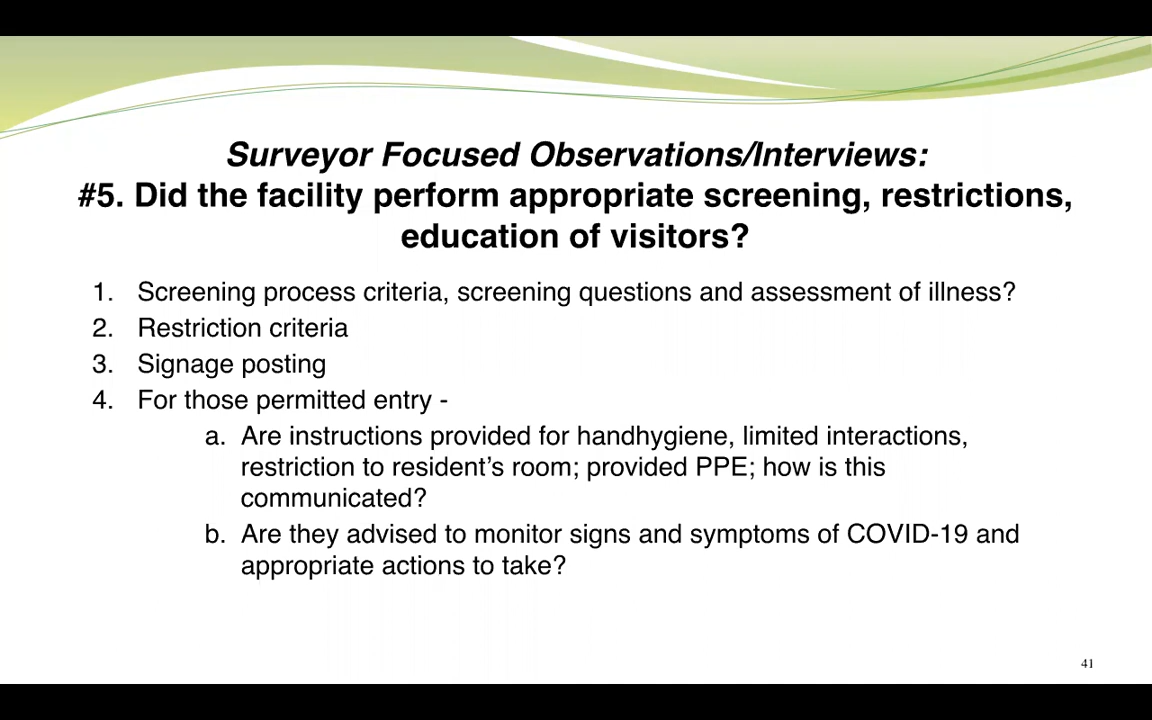 Surveyor Focused Observations/Interviews:
#5. Did the facility perform appropriate screening, restrictions,
education of visitors?
1. Screening process criteria, screening questions and assessment of illness?
2. Restriction criteria
3. Signage posting
4. For those permitted entry -
a. Are instructions provided for handhygiene, limited interactions,
restriction to resident's room; provided PPE; how is this
communicated?
b. Are they advised to monitor signs and symptoms of COVID-19 and
appropriate actions to take?
41